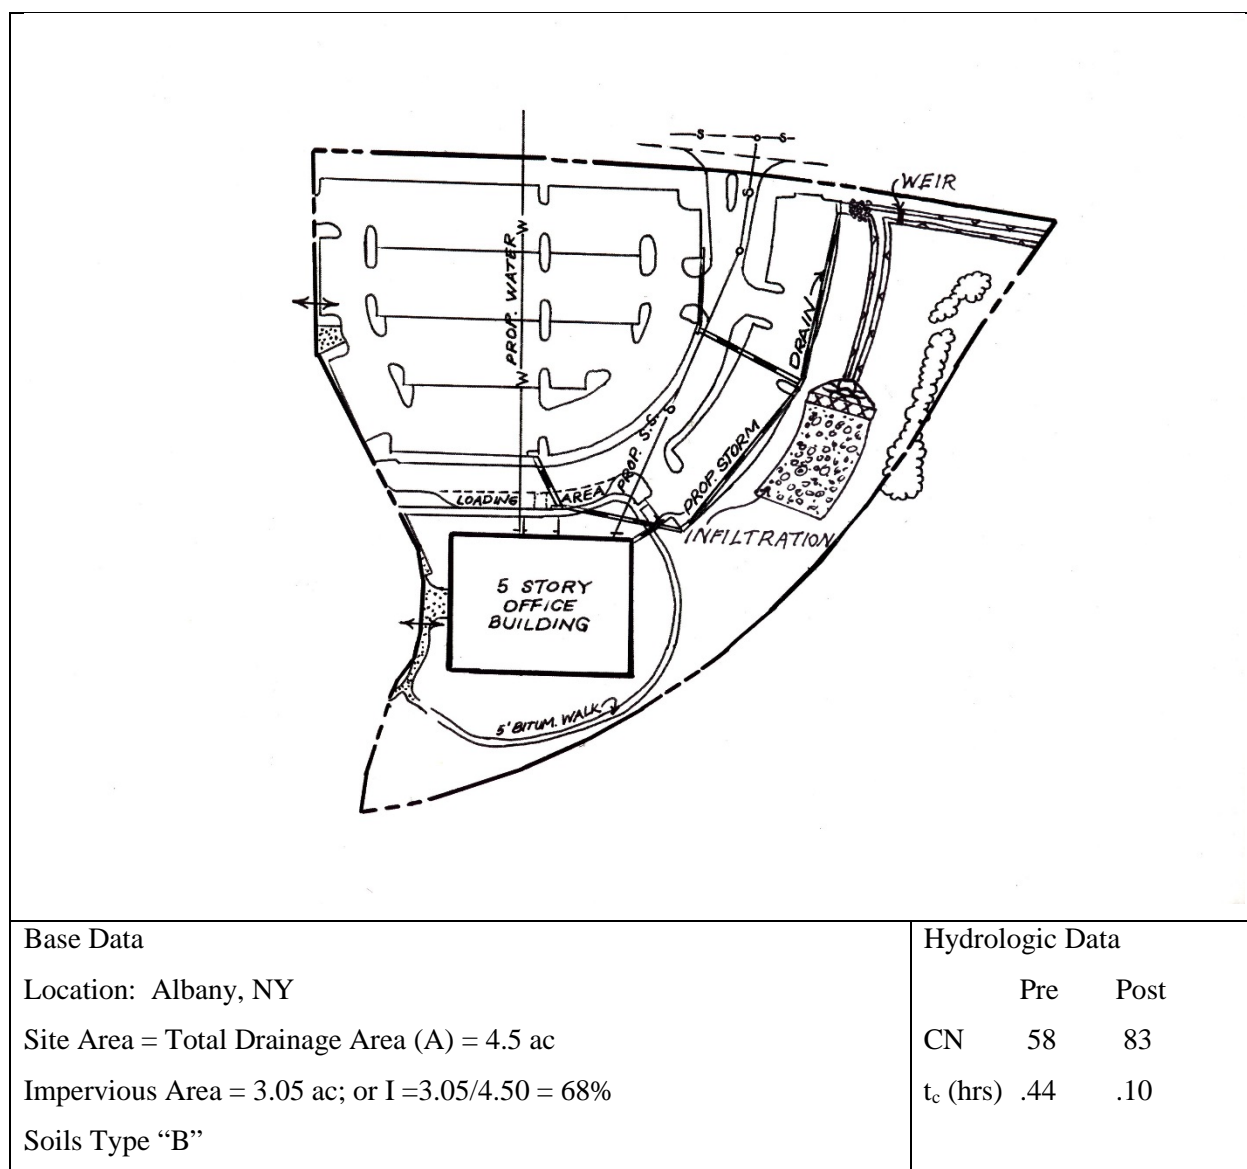 S S
WEIR
S
W
PROP. WATER
W
DRAIN
PROP. S.S.
PROP. STORM
LOADING AREA
INFILTRATION
5 STORY
OFFICE
BUILDING
5' BITUM. WALK
Base Data
Location: Albany, NY
Site Area = Total Drainage Area (A) = 4.5 ac
Impervious Area = 3.05 ac; or I =3.05/4.50 = 68%
Soils Type “B”
Hydrologic Data
Pre Post
CN 58 83
tc (hrs) .44 .10